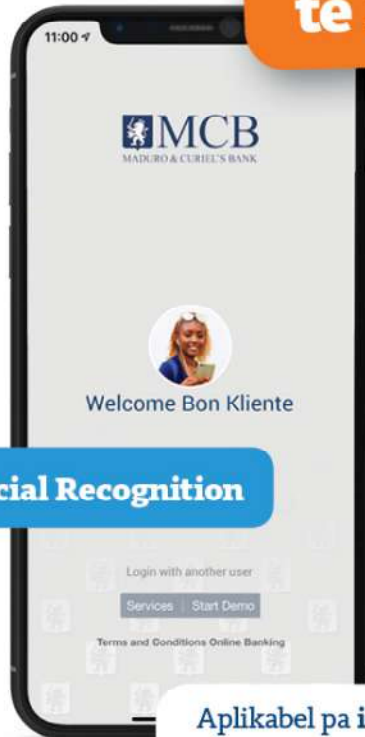 te
11:00
MCB
MADURO & CURIEL'S BANK
Welcome Bon Kliente
cial Recognition
Login with another user
Services | Start Demo
Terms and Conditions Online Banking
Aplikabel pa i